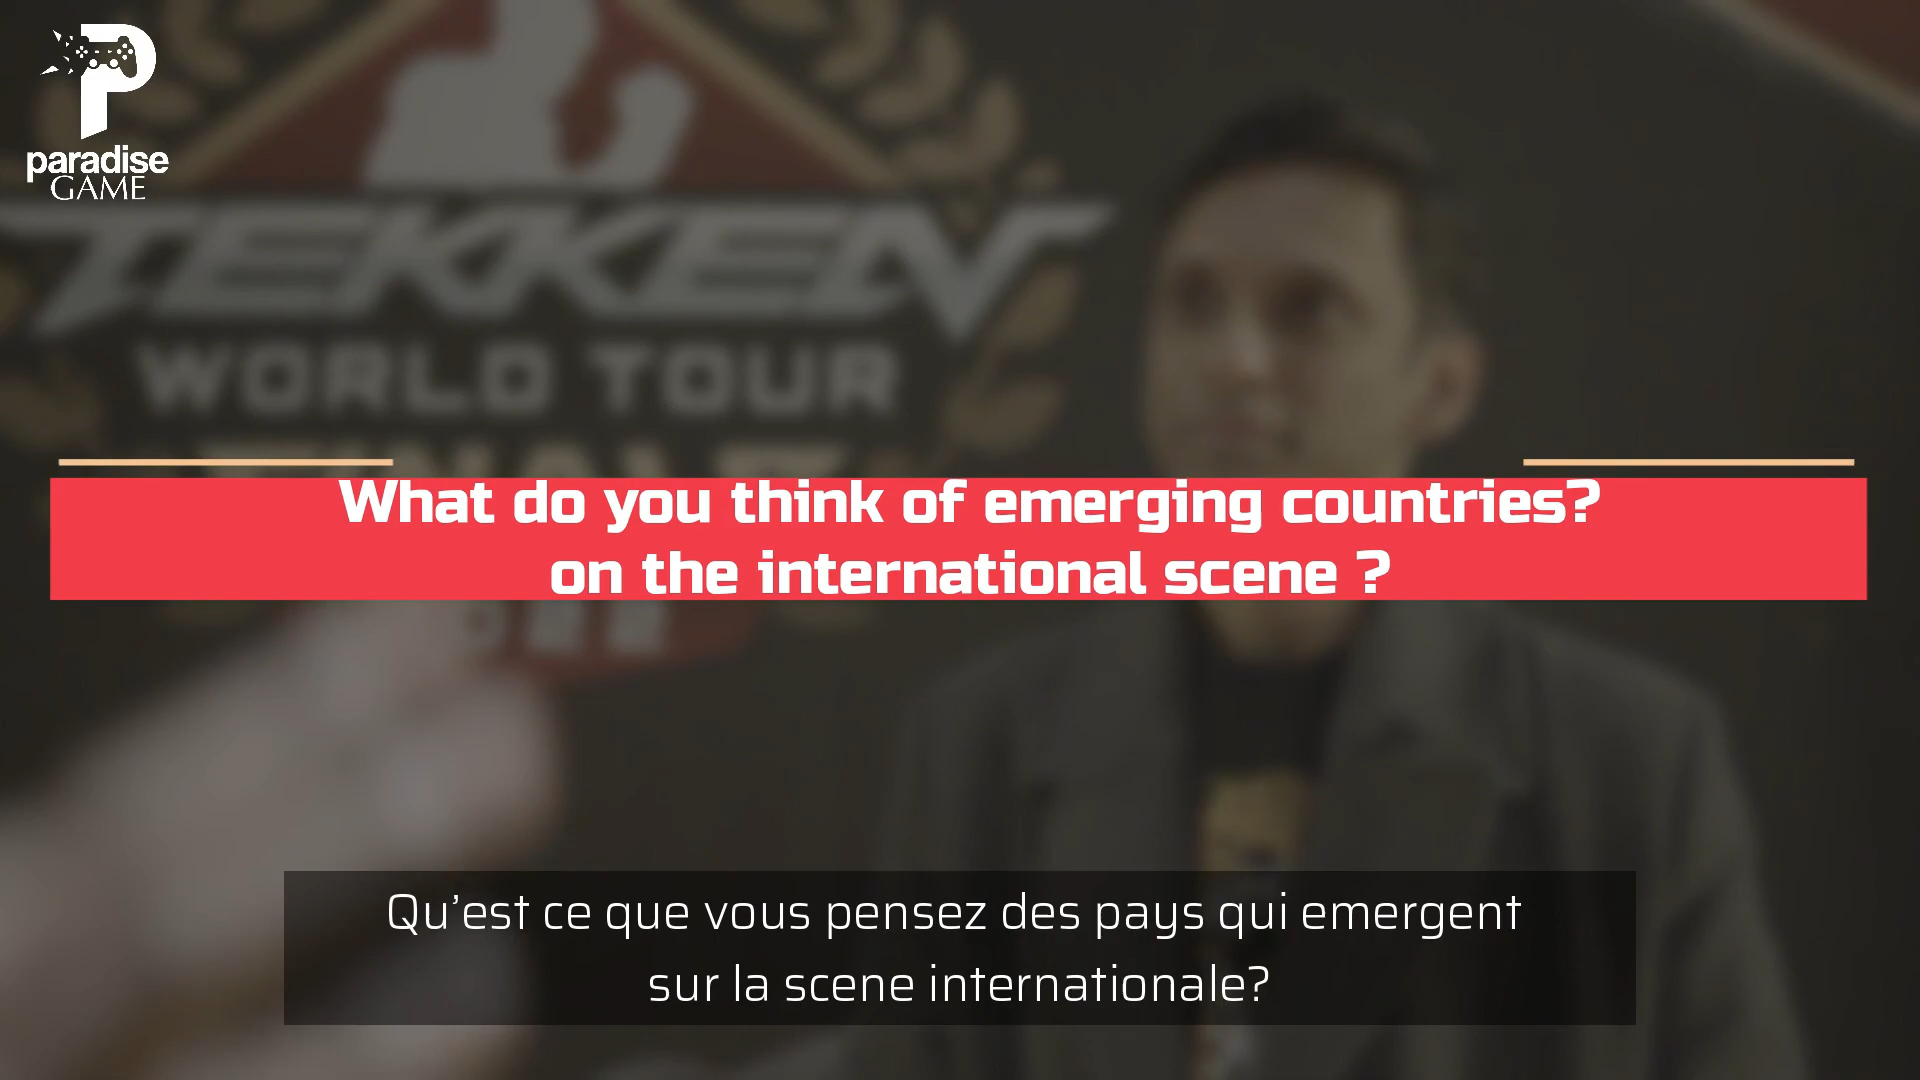 paradise
GAME
TEKKEN
WORLD TOUR
What do you think of emerging countries?
on the international scene ?
Qu’est ce que vous pensez des pays qui emergent
sur la scene internationale?